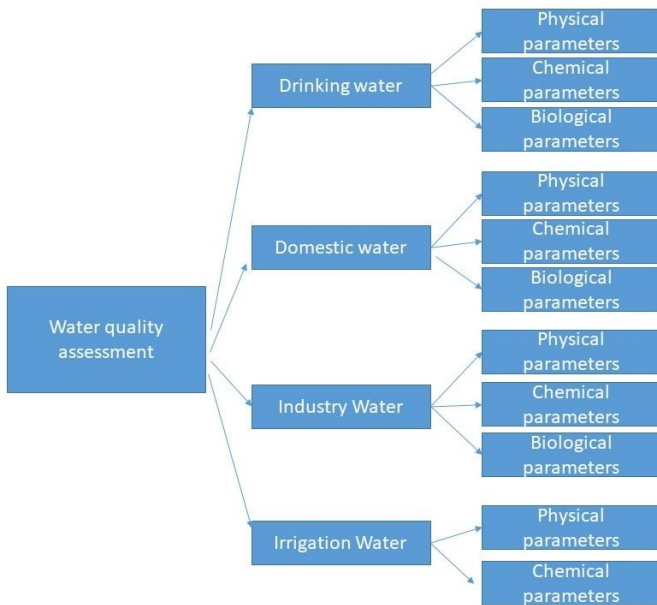 Physical
parameters
Drinking water
Chemical
parameters
Biological
parameters
Physical
parameters
Domestic water
Chemical
parameters
Biological
parameters
Water quality
assessment
Physical
parameters
Industry Water
Chemical
parameters
Biological
parameters
Irrigation Water
Physical
parameters
Chemical
parameters